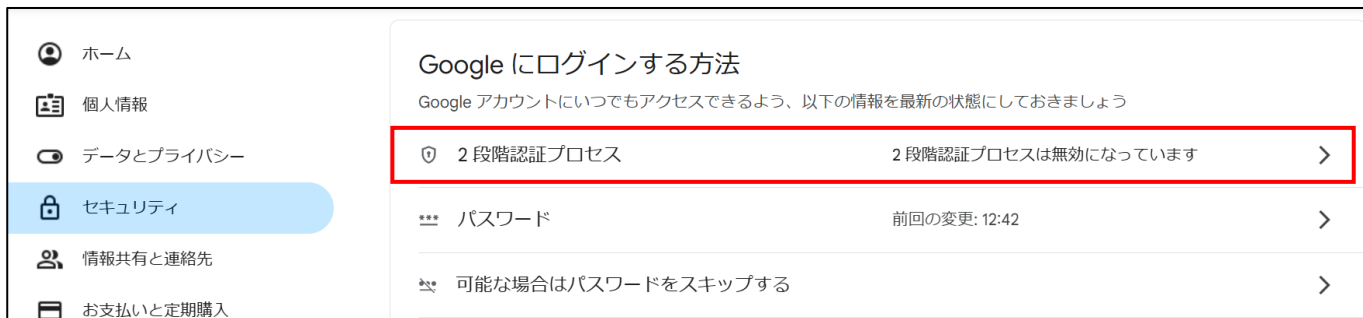 ホーム
個人情報
データとプライバシー
セキュリティ
情報共有と連絡先
お支払いと定期購入
Google にログインする方法
Google アカウントにいつでもアクセスできるよう、以下の情報を最新の状態にしておきましょう
2 段階認証プロセス 2 段階認証プロセスは無効になっています
パスワード 前回の変更: 12:42
可能な場合はパスワードをスキップする